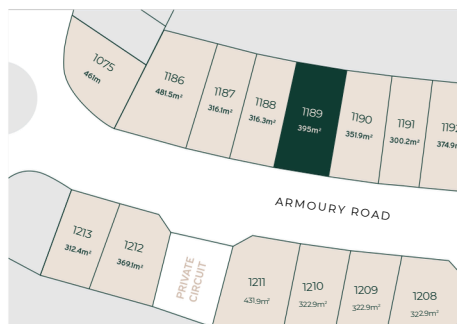 1075
461m
1186
481.5m²
1187
316.1m²
1188
316.3m²
1189
395m²
1190
351.9m²
1191
300.2m²
1192
374.9m
ARMOURY ROAD
1213
312.4m²
1212
369.1m²
PRIVATE
CIRCUIT
1211
431.9m²
1210
322.9m²
1209
322.9m²
1208
322.9m²